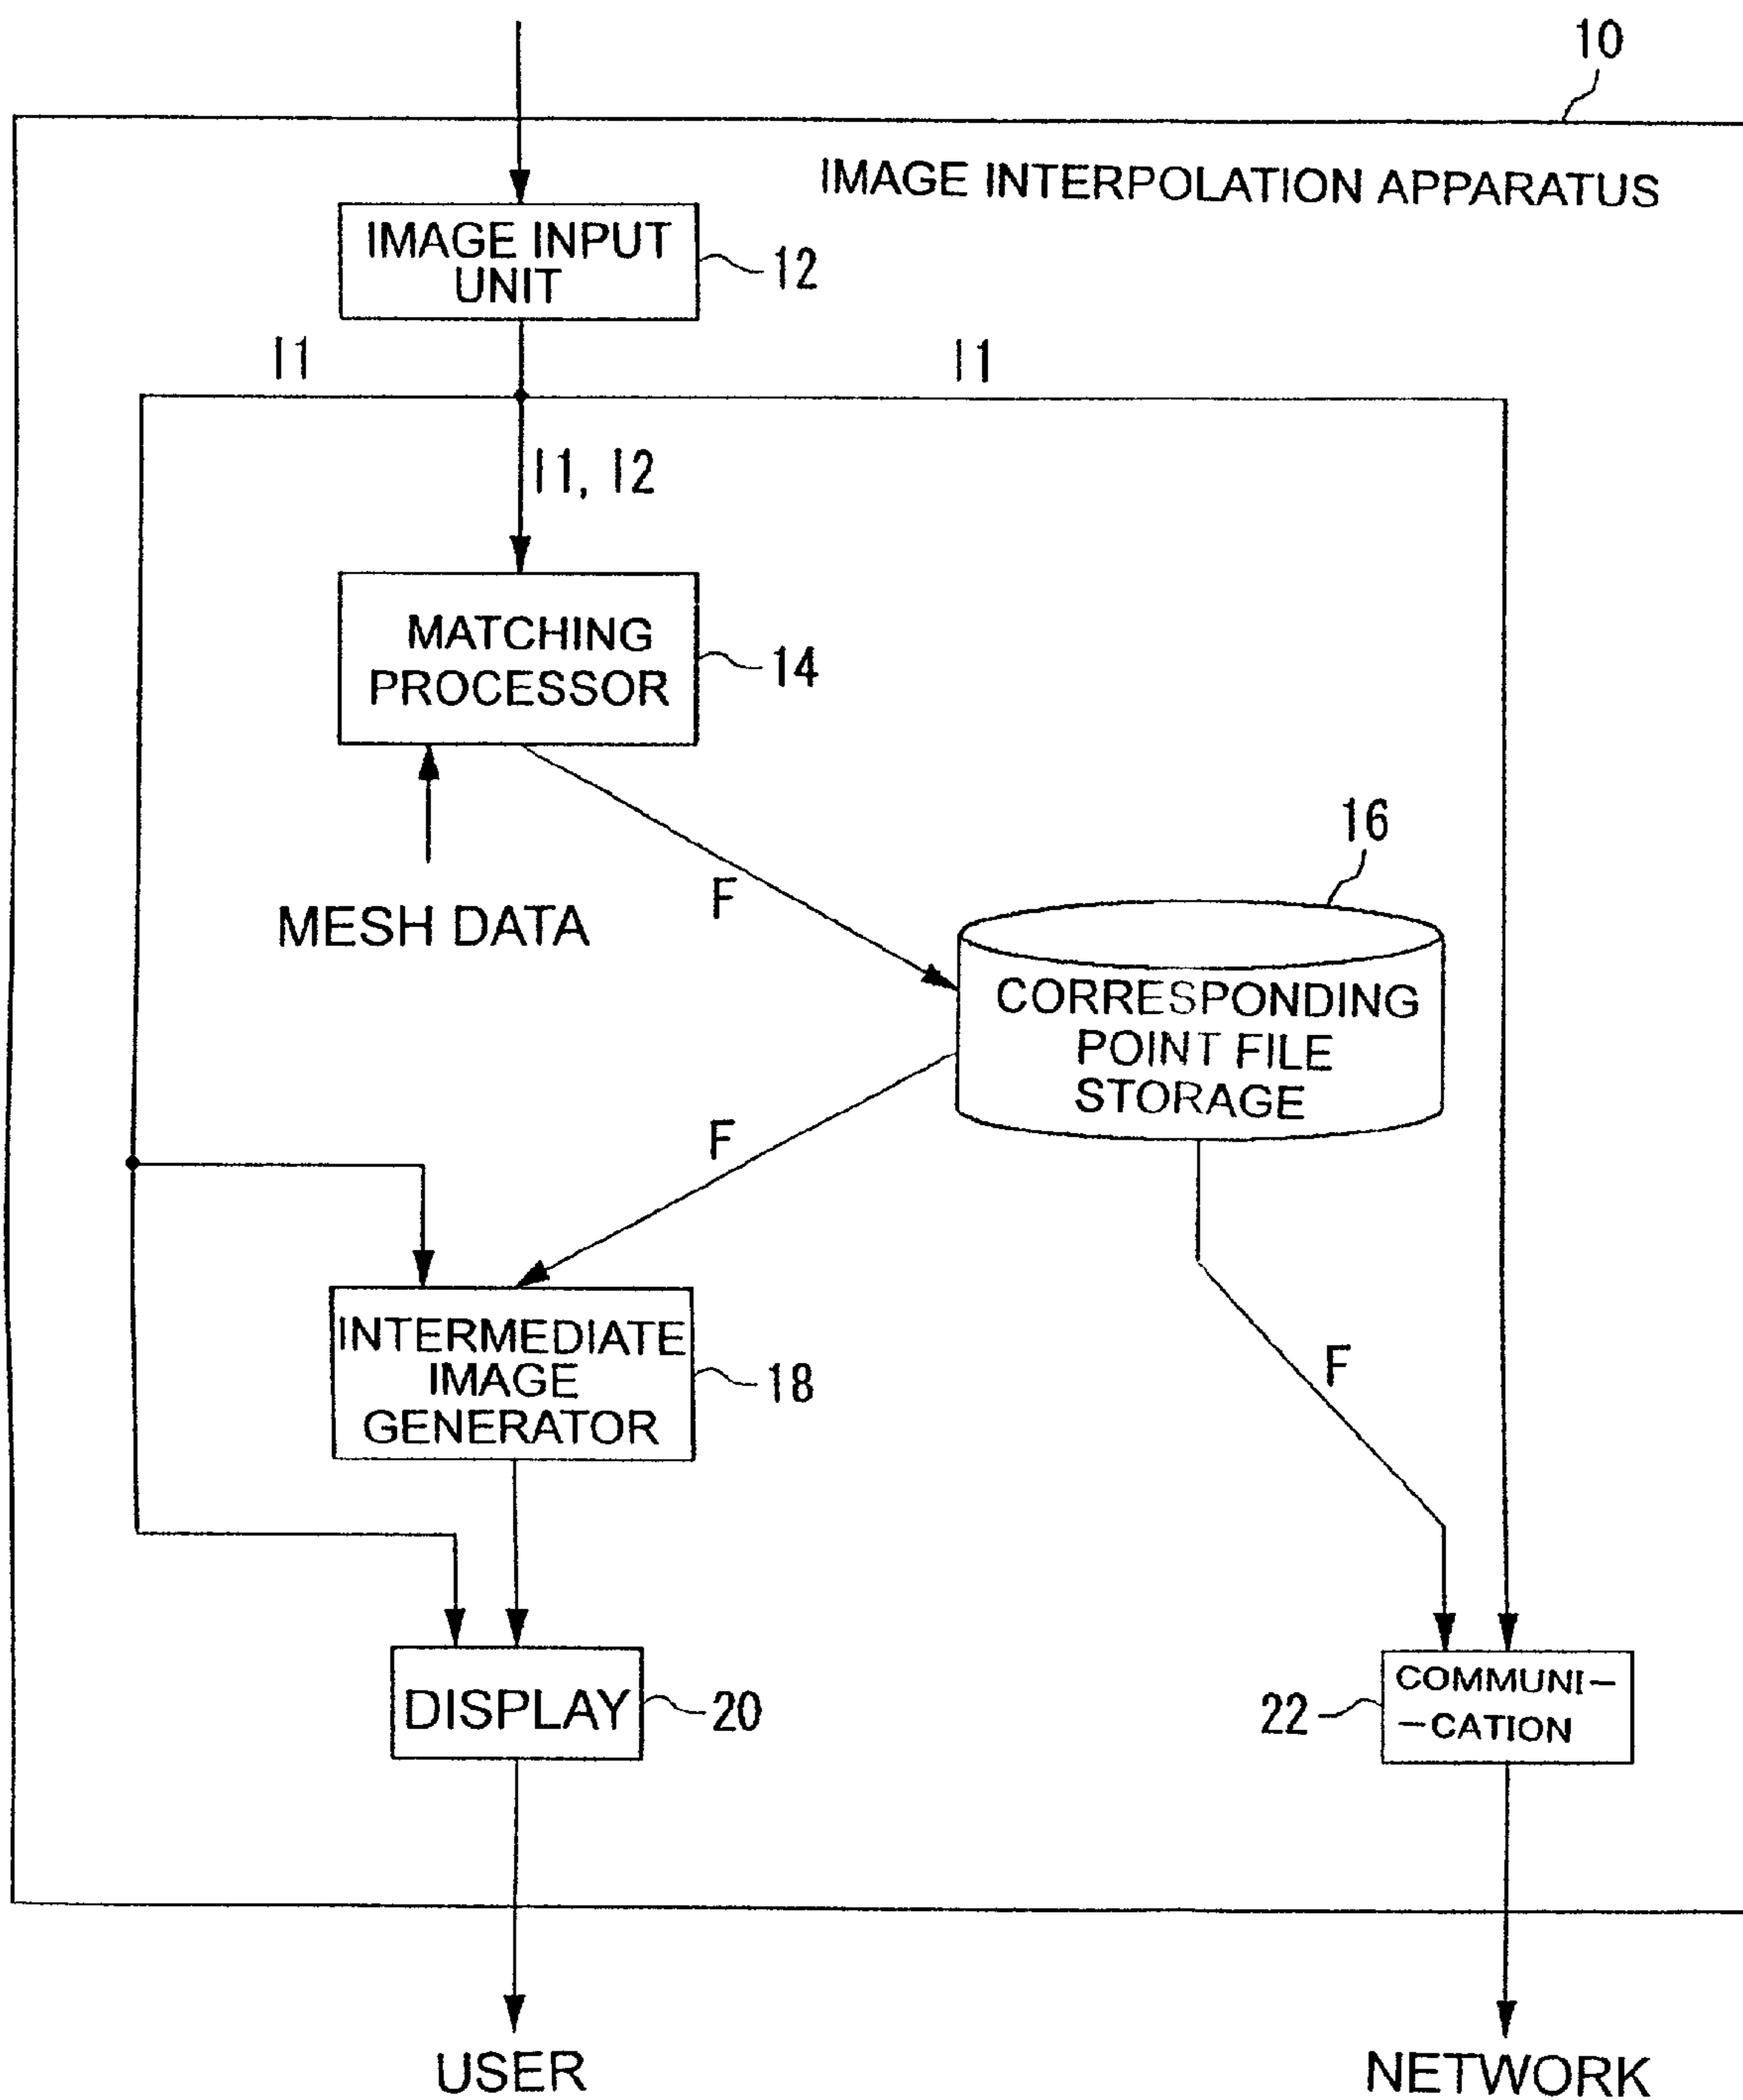 10
IMAGE INTERPOLATION APPARATUS
IMAGE INPUT
UNIT
12
I1
I1
I1, I2
MATCHING
PROCESSOR
14
16
F
MESH DATA
CORRESPONDING
POINT FILE
STORAGE
F
INTERMEDIATE
IMAGE
GENERATOR
18
F
DISPLAY
20
22
COMMUNI-
-CATION
USER
NETWORK